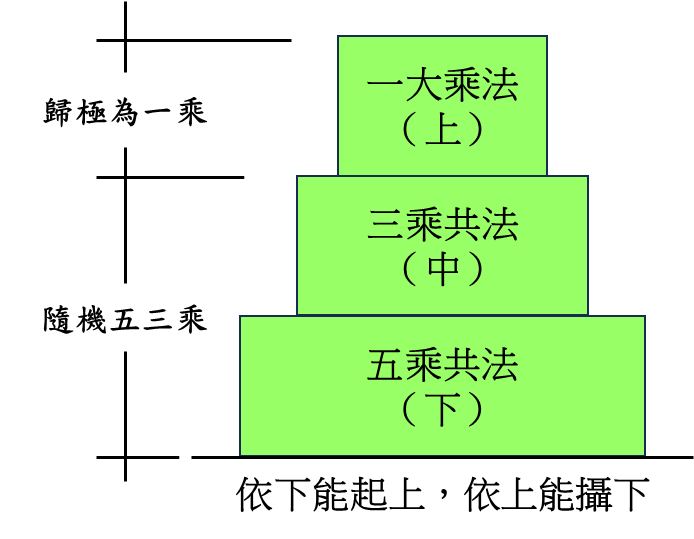 一大乘法
（上）
歸極為一乘
三乘共法
（中）
隨機五三乘
五乘共法
（下）
依下能起上，依上能攝下